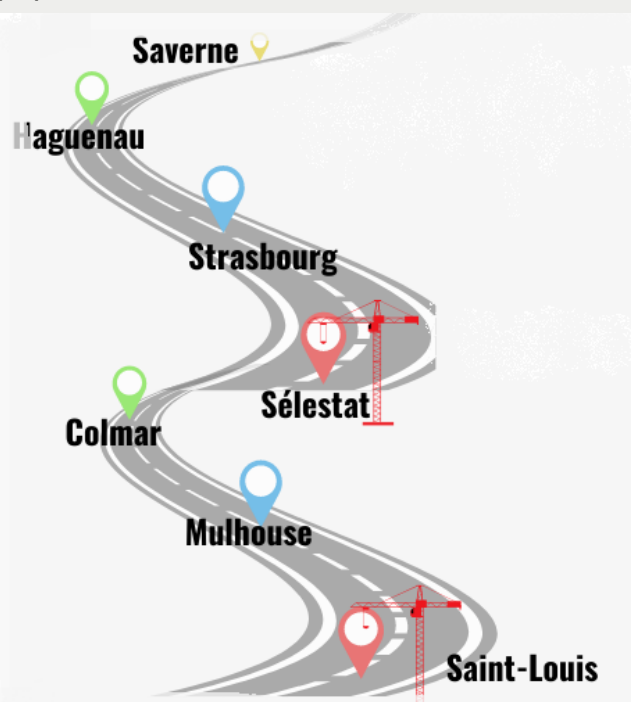 Saverne
Haguenau
Strasbourg
Sélestat
Colmar
Mulhouse
Saint-Louis